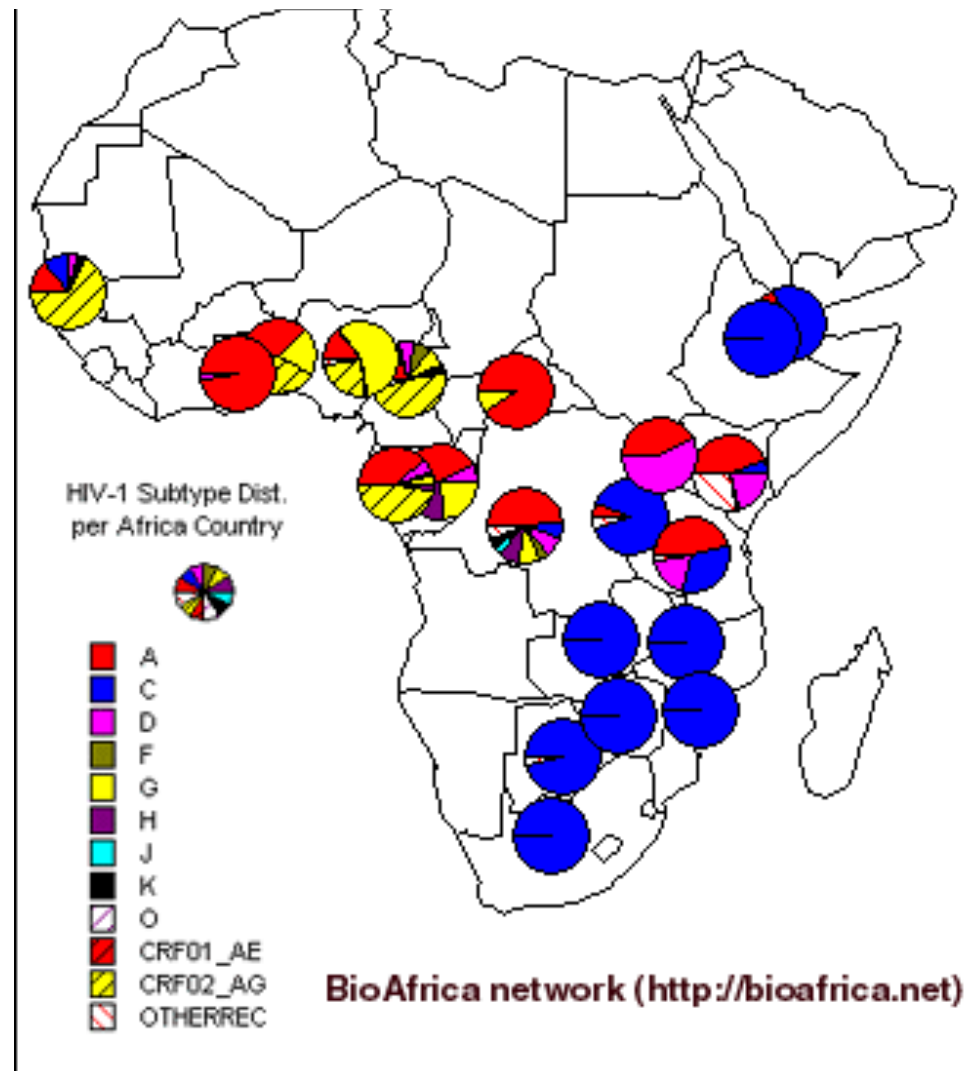 HIV-1 Subtype Dist.
per Africa Country
A
C
D
F
G
H
J
K
O
CRF01_AE
CRF02_AG
OTHERREC
BioAfrica network (http://bioafrica.net)